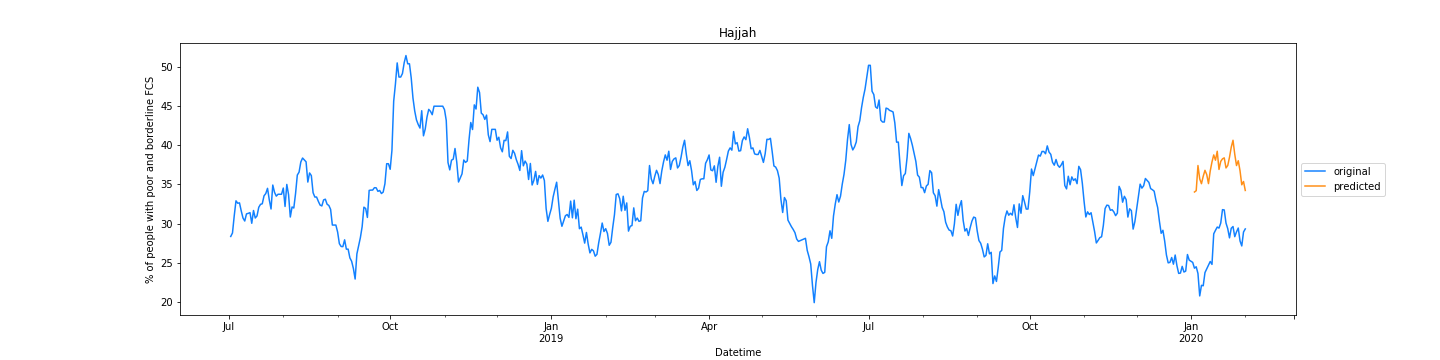 Hajjah
% of people with poor and borderline FCS
50
45
40
35
30
25
20
Jul
Oct
Jan
2019
Apr
Jul
Oct
Jan
2020
Datetime
original
predicted